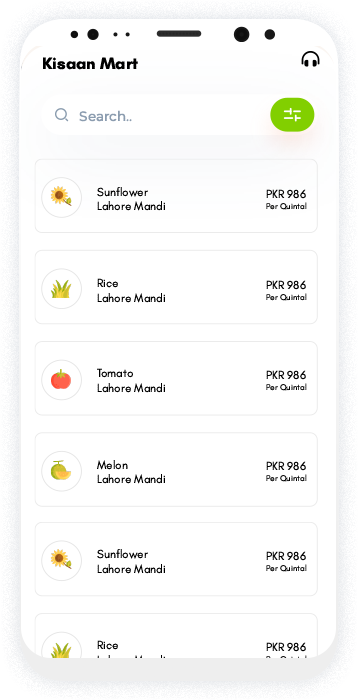 Kisaan Mart
Search..
Sunflower
Lahore Mandi
PKR 986
Per Quintal
Rice
Lahore Mandi
PKR 986
Per Quintal
Tomato
Lahore Mandi
PKR 986
Per Quintal
Melon
Lahore Mandi
PKR 986
Per Quintal
Sunflower
Lahore Mandi
PKR 986
Per Quintal
Rice
PKR 986